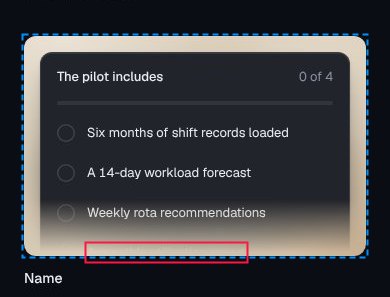 The pilot includes
0 of 4
Six months of shift records loaded
A 14-day workload forecast
Weekly rota recommendations
Name